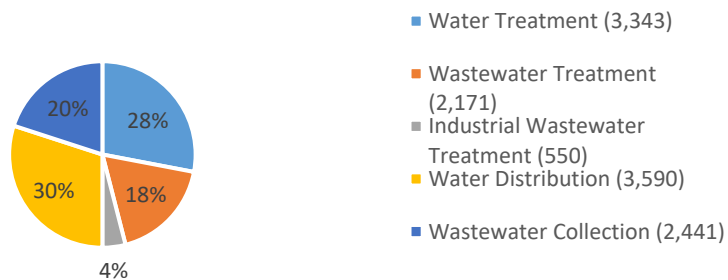 Water Treatment (3,343)
Wastewater Treatment
(2,171)
Industrial Wastewater
Treatment (550)
Water Distribution (3,590)
Wastewater Collection (2,441)
20%
28%
30%
18%
4%